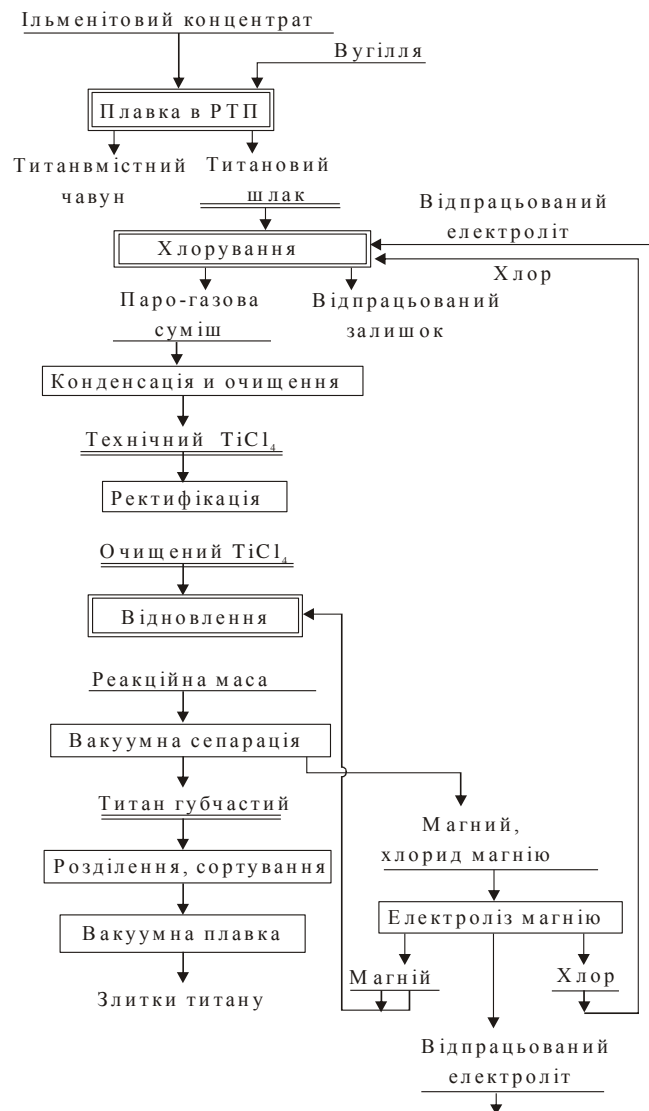 Ільменітовий концентрат
Вугілля
Плавка в РТП
Титанвмістний
чавун
Титановий
шлак
Відпрацьований
електроліт
Хлорування
Хлор
Паро-газова
суміш
Відпрацьований
залишок
Конденсація и очищення
Технічний TiCl₄
Ректифікація
Очищений TiCl₄
Відновлення
Реакційна маса
Вакуумна сепарація
Титан губчастий
Магний,
хлорид магнію
Розділення, сортування
Електроліз магнію
Вакуумна плавка
Магній
Хлор
Злитки титану
Відпрацьований
електроліт